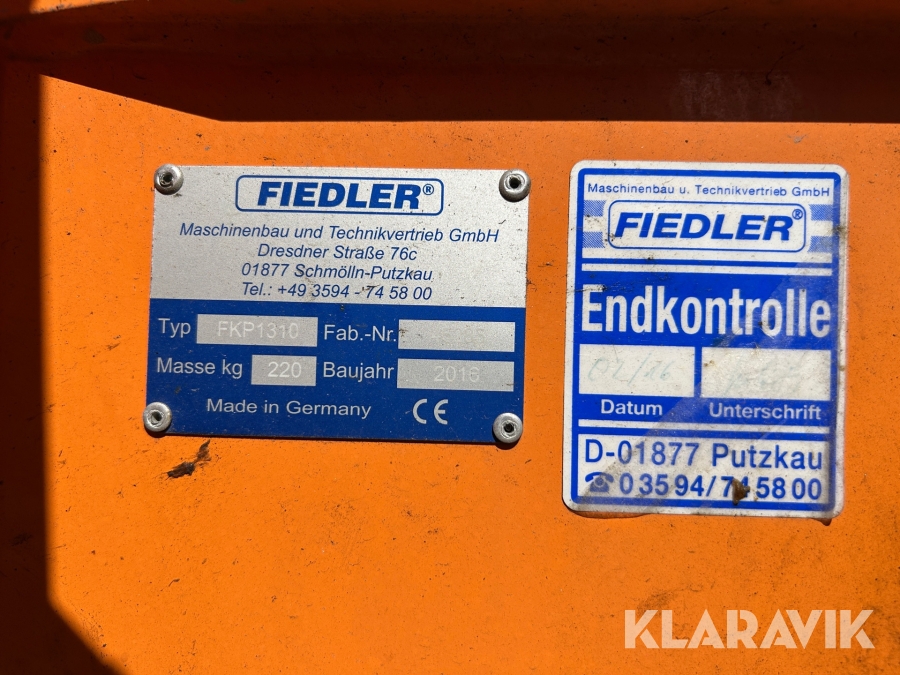 FIEDLER®
Maschinenbau und Technikvertrieb GmbH
Dresdner Straße 76c
01877 Schmölln-Putzkau
Tel.: +49 3594 - 74 58 00
Typ FKP1310 Fab.-Nr.
Masse kg 220 Baujahr 2016
Made in Germany CE
Maschinenbau u. Technikvertrieb GmbH
FIEDLER®
Endkontrolle
02/16
Datum Unterschrift
D-01877 Putzkau
☎ 03594/745800
KLARAVIK